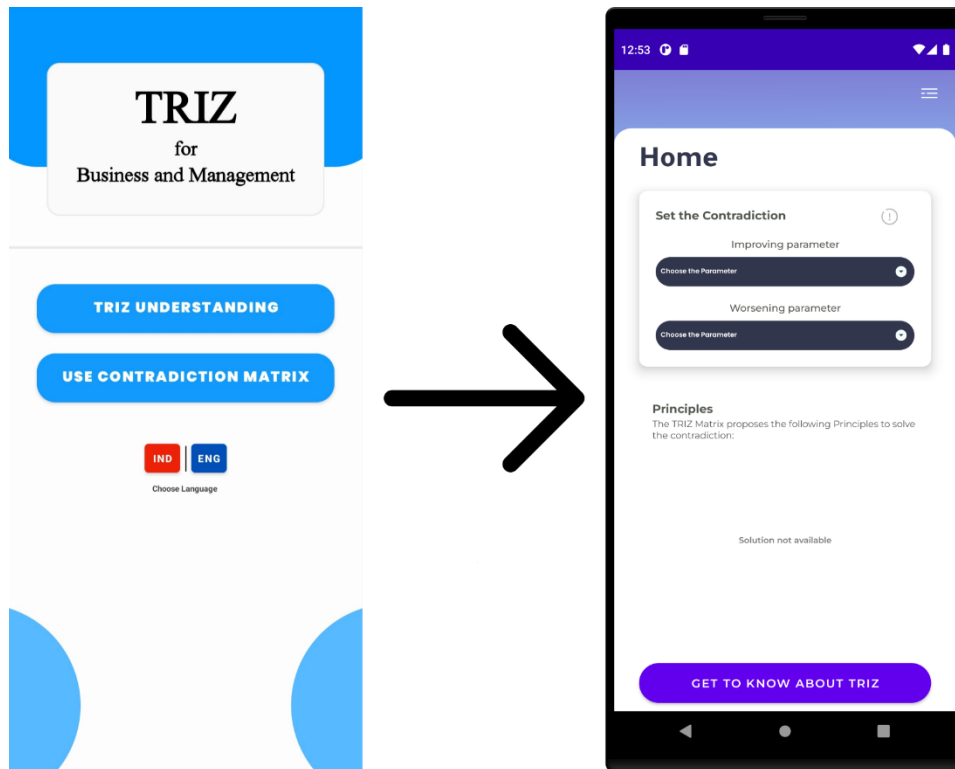 TRIZ
for
Business and Management
TRIZ UNDERSTANDING
USE CONTRADICTION MATRIX
IND
ENG
Choose Language
12:53
Home
Set the Contradiction
Improving parameter
Choose the Parameter
Worsening parameter
Choose the Parameter
Principles
The TRIZ Matrix proposes the following Principles to solve
the contradiction:
Solution not available
GET TO KNOW ABOUT TRIZ